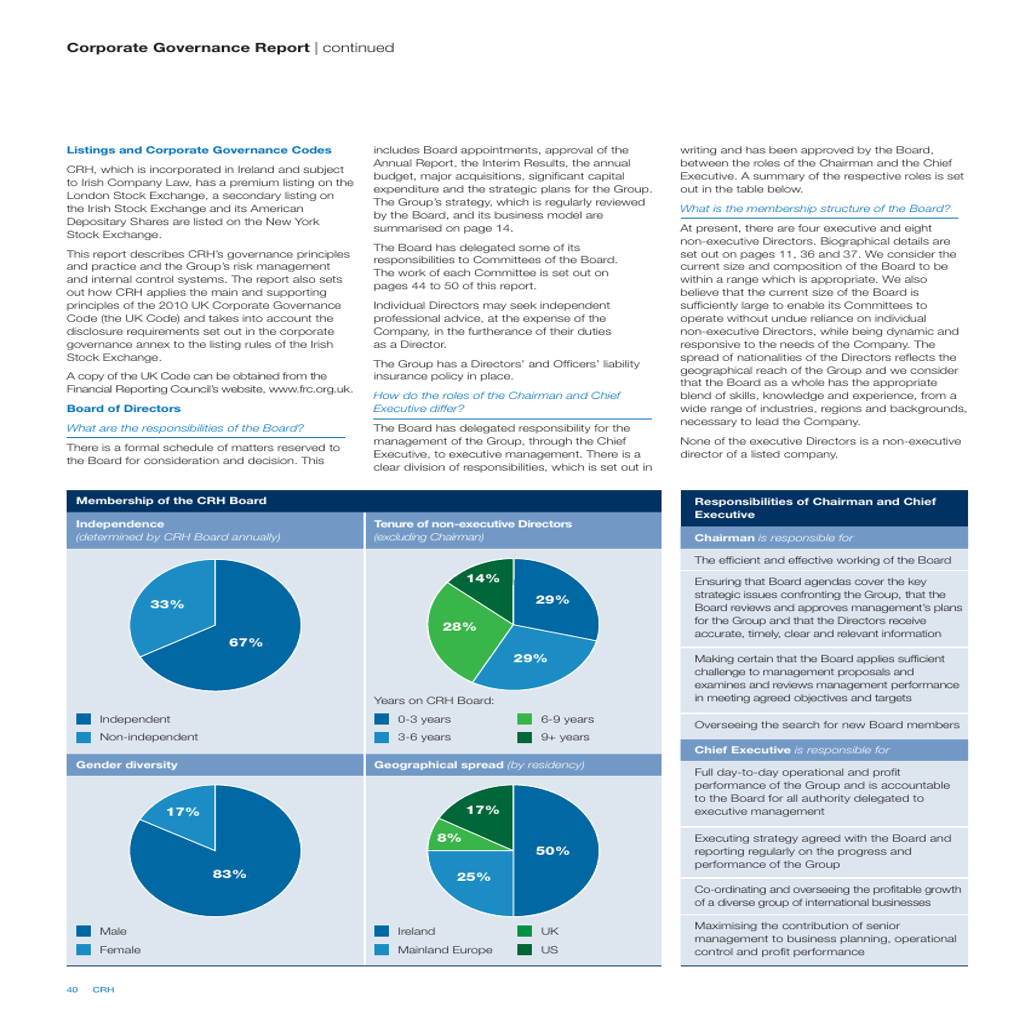 Corporate Governance Report | continued
Listings and Corporate Governance Codes
CRH, which is incorporated in Ireland and subject
to Irish Company Law, has a premium listing on the
London Stock Exchange, a secondary listing on
the Irish Stock Exchange and its American
Depositary Shares are listed on the New York
Stock Exchange.
This report describes CRH's governance principles
and practice and the Group's risk management
and internal control systems. The report also sets
out how CRH applies the main and supporting
principles of the 2010 UK Corporate Governance
Code (the UK Code) and takes into account the
disclosure requirements set out in the corporate
governance annex to the listing rules of the Irish
Stock Exchange.
A copy of the UK Code can be obtained from the
Financial Reporting Council's website, www.frc.org.uk.
Board of Directors
What are the responsibilities of the Board?
There is a formal schedule of matters reserved to
the Board for consideration and decision. This
includes Board appointments, approval of the
Annual Report, the Interim Results, the annual
budget, major acquisitions, significant capital
expenditure and the strategic plans for the Group.
The Group's strategy, which is regularly reviewed
by the Board, and its business model are
summarised on page 14.
The Board has delegated some of its
responsibilities to Committees of the Board.
The work of each Committee is set out on
pages 44 to 50 of this report.
Individual Directors may seek independent
professional advice, at the expense of the
Company, in the furtherance of their duties
as a Director.
The Group has a Directors' and Officers' liability
insurance policy in place.
How do the roles of the Chairman and Chief
Executive differ?
The Board has delegated responsibility for the
management of the Group, through the Chief
Executive, to executive management. There is a
clear division of responsibilities, which is set out in
writing and has been approved by the Board,
between the roles of the Chairman and the Chief
Executive. A summary of the respective roles is set
out in the table below.
What is the membership structure of the Board?
At present, there are four executive and eight
non-executive Directors. Biographical details are
set out on pages 11, 36 and 37. We consider the
current size and composition of the Board to be
within a range which is appropriate. We also
believe that the current size of the Board is
sufficiently large to enable its Committees to
operate without undue reliance on individual
non-executive Directors, while being dynamic and
responsive to the needs of the Company. The
spread of nationalities of the Directors reflects the
geographical reach of the Group and we consider
that the Board as a whole has the appropriate
blend of skills, knowledge and experience, from a
wide range of industries, regions and backgrounds,
necessary to lead the Company.
None of the executive Directors is a non-executive
director of a listed company.
Membership of the CRH Board
Independence
(determined by CRH Board annually)
33%
67%
Independent
Non-independent
Tenure of non-executive Directors
(excluding Chairman)
14%
29%
28%
29%
Years on CRH Board:
0-3 years
6-9 years
3-6 years
9+ years
Gender diversity
17%
83%
Male
Female
Geographical spread (by residency)
17%
8%
50%
25%
Ireland
UK
Mainland Europe
US
Responsibilities of Chairman and Chief
Executive
Chairman is responsible for
The efficient and effective working of the Board
Ensuring that Board agendas cover the key
strategic issues confronting the Group, that the
Board reviews and approves management's plans
for the Group and that the Directors receive
accurate, timely, clear and relevant information
Making certain that the Board applies sufficient
challenge to management proposals and
examines and reviews management performance
in meeting agreed objectives and targets
Overseeing the search for new Board members
Chief Executive is responsible for
Full day-to-day operational and profit
performance of the Group and is accountable
to the Board for all authority delegated to
executive management
Executing strategy agreed with the Board and
reporting regularly on the progress and
performance of the Group
Co-ordinating and overseeing the profitable growth
of a diverse group of international businesses
Maximising the contribution of senior
management to business planning, operational
control and profit performance
40 CRH